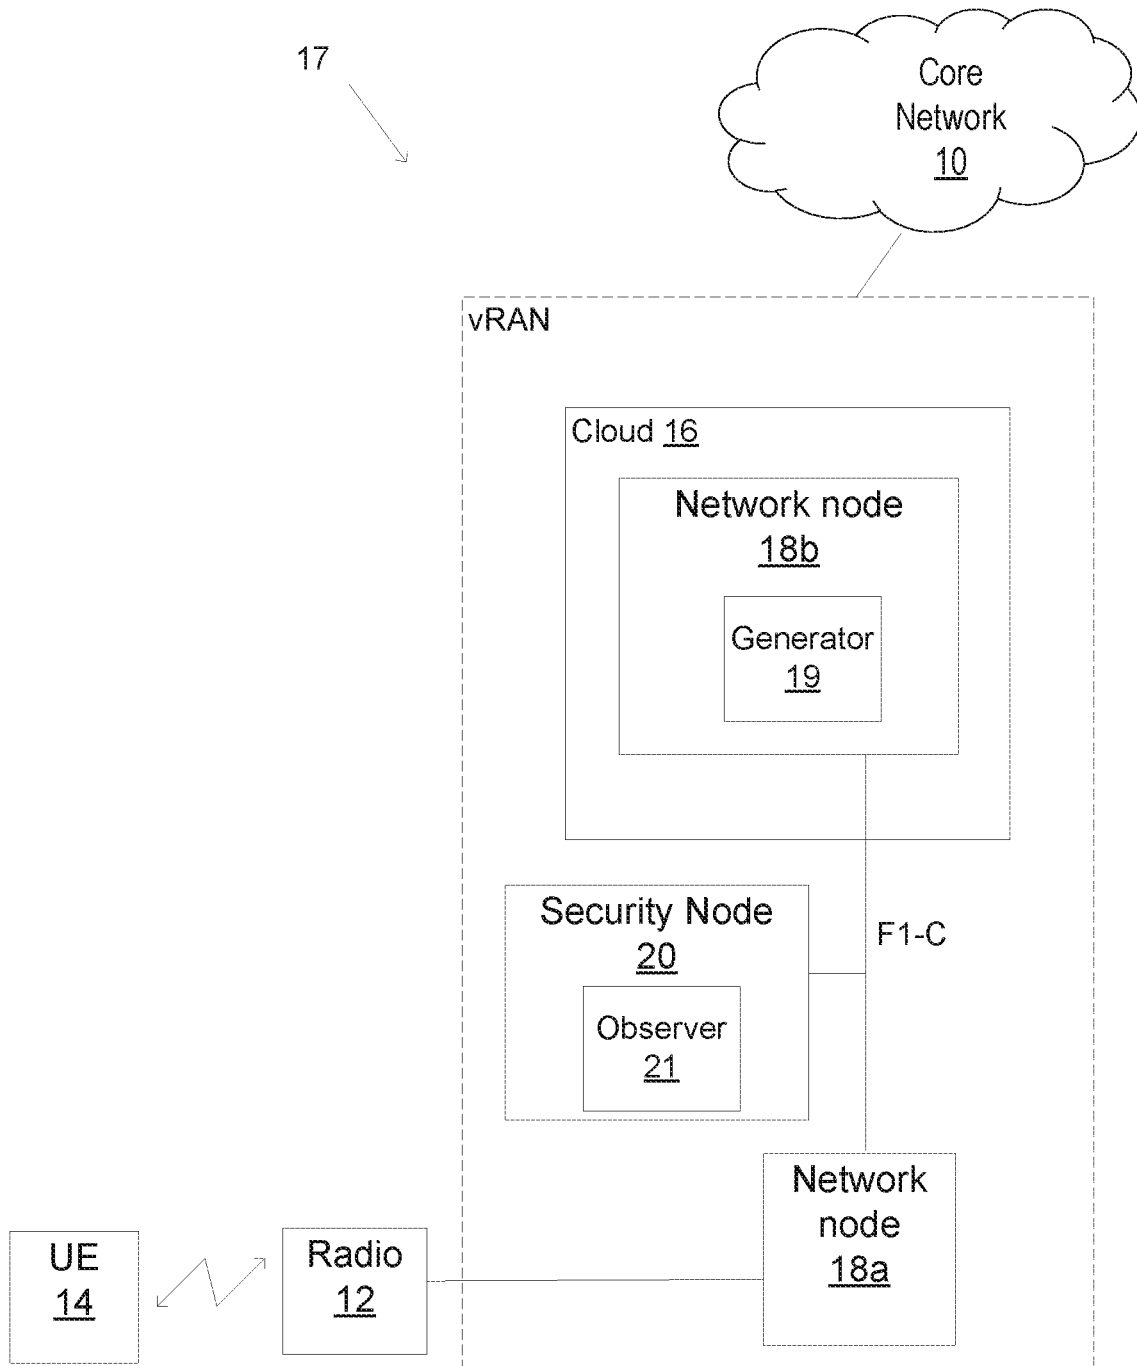 17
Core
Network
10
vRAN
Cloud 16
Network node
18b
Generator
19
Security Node
20
F1-C
Observer
21
Network
node
18a
UE
14
Radio
12